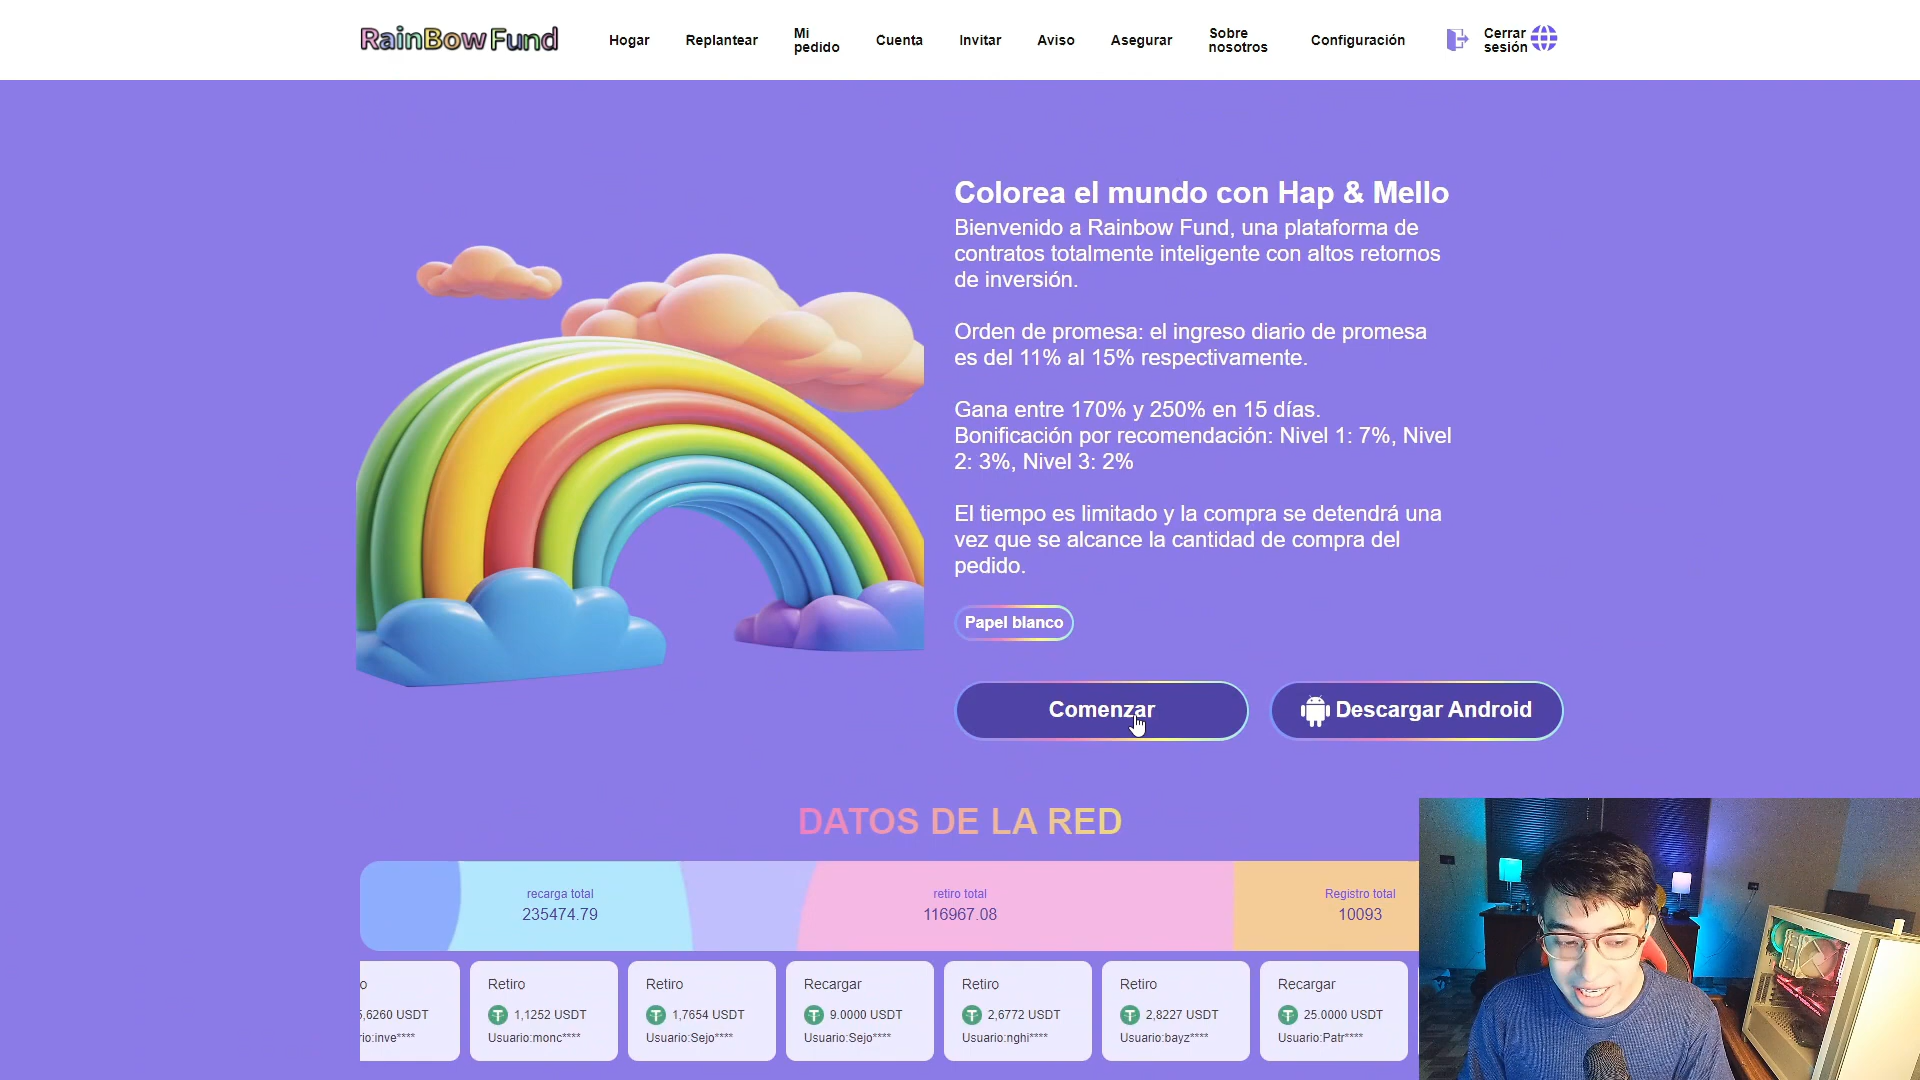 RainBow Fund
Hogar
Replantear
Mi
pedido
Cuenta
Invitar
Aviso
Asegurar
Sobre
nosotros
Configuración
Cerrar
sesión
Colorea el mundo con Hap & Mello
Bienvenido a Rainbow Fund, una plataforma de
contratos totalmente inteligente con altos retornos
de inversión.
Orden de promesa: el ingreso diario de promesa
es del 11% al 15% respectivamente.
Gana entre 170% y 250% en 15 días.
Bonificación por recomendación: Nivel 1: 7%, Nivel
2: 3%, Nivel 3: 2%
El tiempo es limitado y la compra se detendrá una
vez que se alcance la cantidad de compra del
pedido.
Papel blanco
Comenzar
Descargar Android
DATOS DE LA RED
recarga total
235474.79
retiro total
116967.08
Registro total
10093
o
,6260 USDT
rio:inve****
Retiro
1,1252 USDT
Usuario:monc****
Retiro
1,7654 USDT
Usuario:Sejo****
Recargar
9.0000 USDT
Usuario:Sejo****
Retiro
2,6772 USDT
Usuario:nghi****
Retiro
2,8227 USDT
Usuario:bayz****
Recargar
25.0000 USDT
Usuario:Patr****